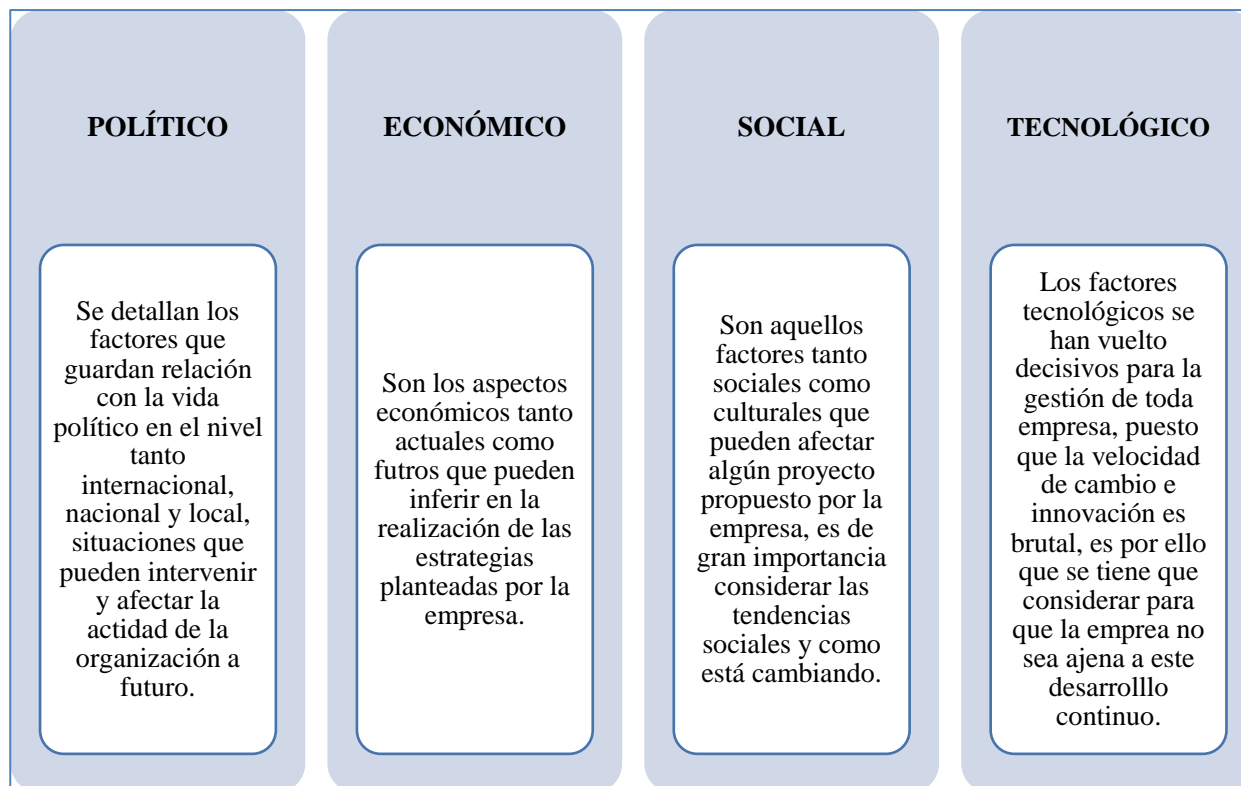 POLÍTICO
Se detallan los
factores que
guardan relación
con la vida
político en el nivel
tanto
internacional,
nacional y local,
situaciones que
pueden intervenir
y afectar la
actidad de la
organización a
futuro.
ECONÓMICO
Son los aspectos
económicos tanto
actuales como
futros que pueden
inferir en la
realización de las
estrategias
planteadas por la
empresa.
SOCIAL
Son aquellos
factores tanto
sociales como
culturales que
pueden afectar
algún proyecto
propuesto por la
empresa, es de
gran importancia
considerar las
tendencias
sociales y como
está cambiando.
TECNOLÓGICO
Los factores
tecnológicos se
han vuelto
decisivos para la
gestión de toda
empresa, puesto
que la velocidad
de cambio e
innovación es
brutal, es por ello
que se tiene que
considerar para
que la emprea no
sea ajena a este
desarrolllo
continuo.